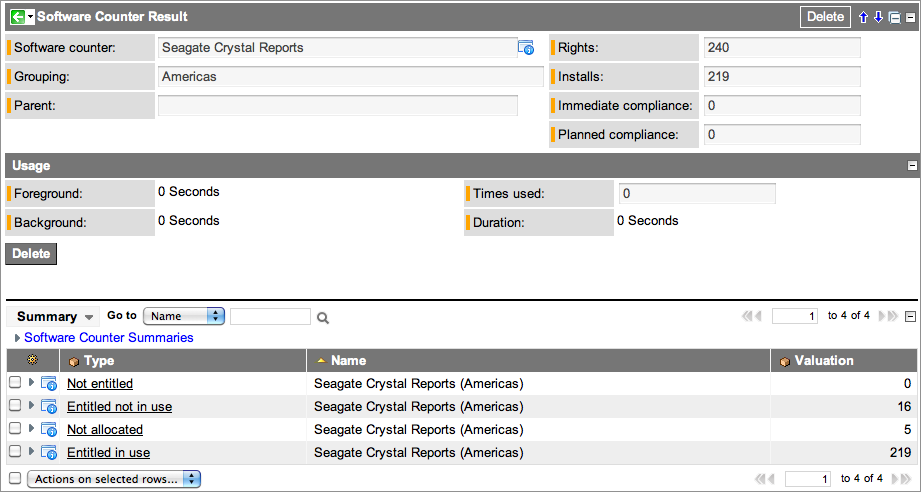 Software Counter Result Delete
Software counter: Seagate Crystal Reports Rights: 240
Grouping: Americas Installs: 219
Parent: Immediate compliance: 0
Planned compliance: 0
Usage
Foreground: 0 Seconds Times used: 0
Background: 0 Seconds Duration: 0 Seconds
Delete
Summary Go to Name 1 to 4 of 4
Software Counter Summaries
Type Name Valuation
Not entitled Seagate Crystal Reports (Americas) 0
Entitled not in use Seagate Crystal Reports (Americas) 16
Not allocated Seagate Crystal Reports (Americas) 5
Entitled in use Seagate Crystal Reports (Americas) 219
Actions on selected rows... 1 to 4 of 4